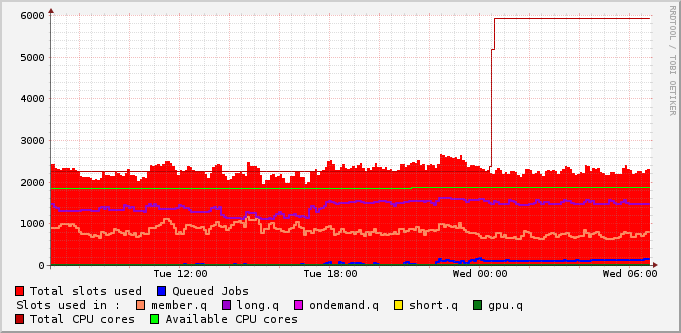 RRDTOOL / TOBI OETIKER
6000
5000
4000
3000
2000
1000
0
Tue 12:00 Tue 18:00 Wed 00:00 Wed 06:00
Total slots used Queued Jobs
Slots used in : member.q long.q ondemand.q short.q gpu.q
Total CPU cores Available CPU cores